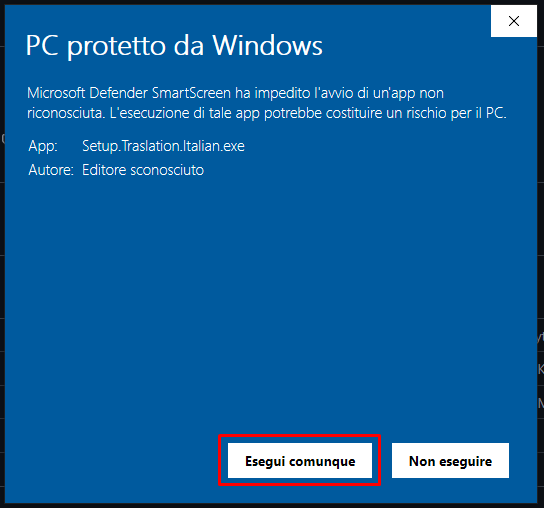 PC protetto da Windows
Microsoft Defender SmartScreen ha impedito l'avvio di un'app non
riconosciuta. L'esecuzione di tale app potrebbe costituire un rischio per il PC.
App: Setup.Traslation.Italian.exe
Autore: Editore sconosciuto
Esegui comunque Non eseguire